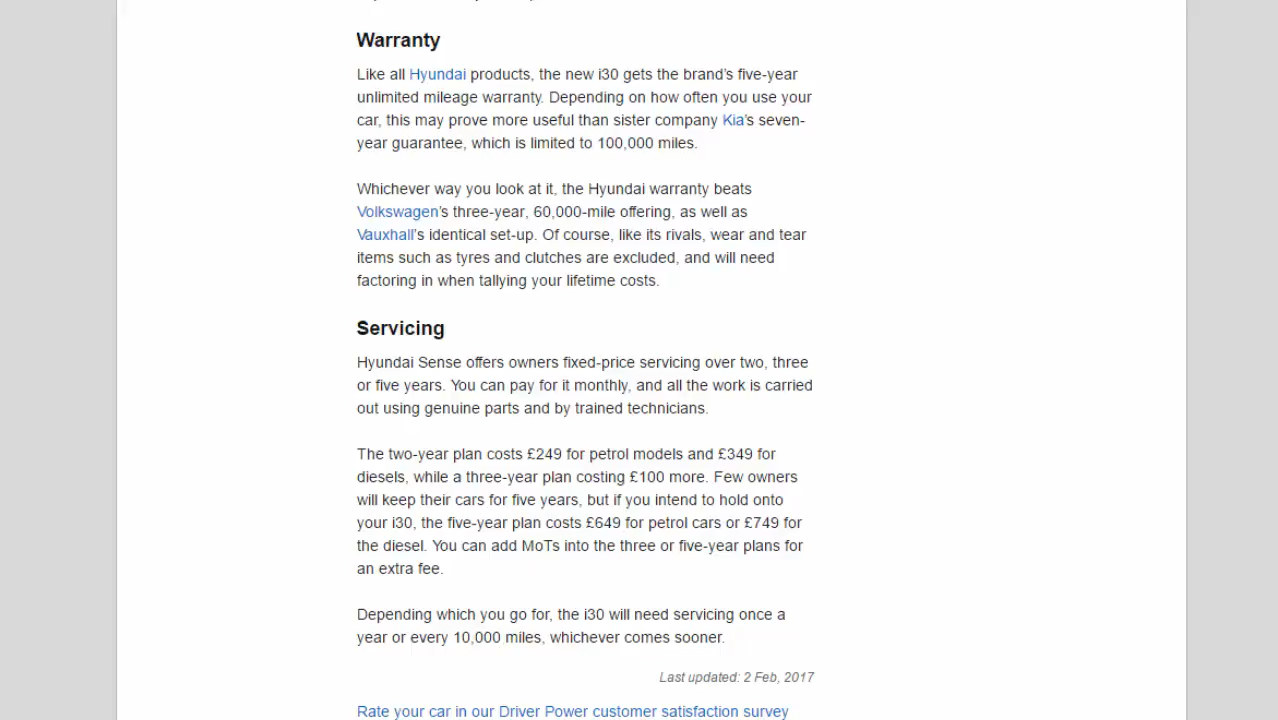 Warranty
Like all Hyundai products, the new i30 gets the brand's five-year
unlimited mileage warranty. Depending on how often you use your
car, this may prove more useful than sister company Kia's seven-
year guarantee, which is limited to 100,000 miles.
Whichever way you look at it, the Hyundai warranty beats
Volkswagen's three-year, 60,000-mile offering, as well as
Vauxhall's identical set-up. Of course, like its rivals, wear and tear
items such as tyres and clutches are excluded, and will need
factoring in when tallying your lifetime costs.
Servicing
Hyundai Sense offers owners fixed-price servicing over two, three
or five years. You can pay for it monthly, and all the work is carried
out using genuine parts and by trained technicians.
The two-year plan costs £249 for petrol models and £349 for
diesels, while a three-year plan costing £100 more. Few owners
will keep their cars for five years, but if you intend to hold onto
your i30, the five-year plan costs £649 for petrol cars or £749 for
the diesel. You can add MoTs into the three or five-year plans for
an extra fee.
Depending which you go for, the i30 will need servicing once a
year or every 10,000 miles, whichever comes sooner.
Last updated: 2 Feb, 2017
Rate your car in our Driver Power customer satisfaction survey